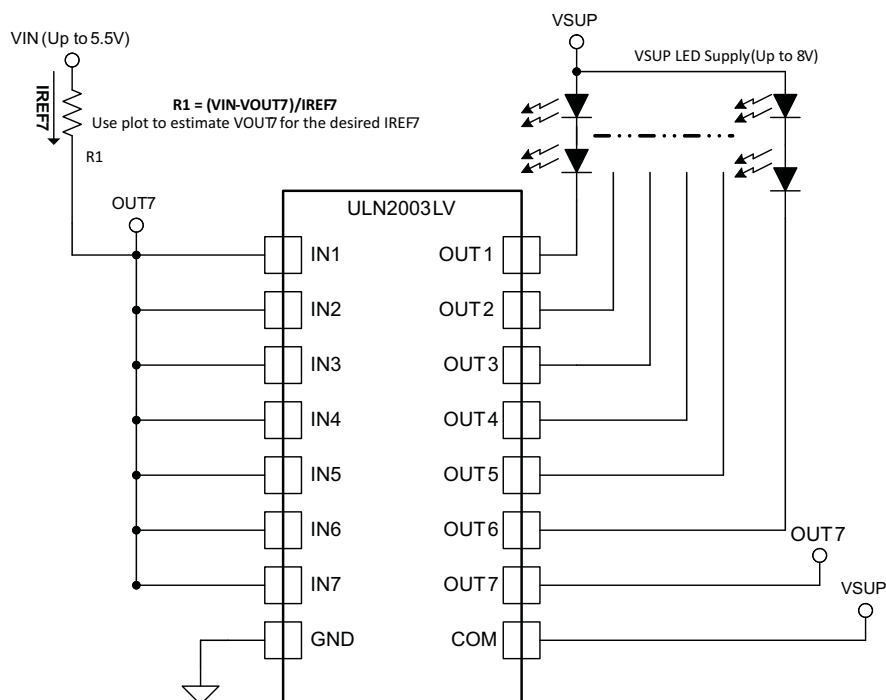 VSUP
VIN (Up to 5.5V)
VSUP LED Supply(Up to 8V)
IREF7
R1 = (VIN-VOUT7)/IREF7
Use plot to estimate VOUT7 for the desired IREF7
R1
OUT7
ULN2003LV
IN1 OUT1
IN2 OUT2
IN3 OUT3
IN4 OUT4
IN5 OUT5
IN6 OUT6
OUT7
IN7 OUT7
VSUP
GND COM